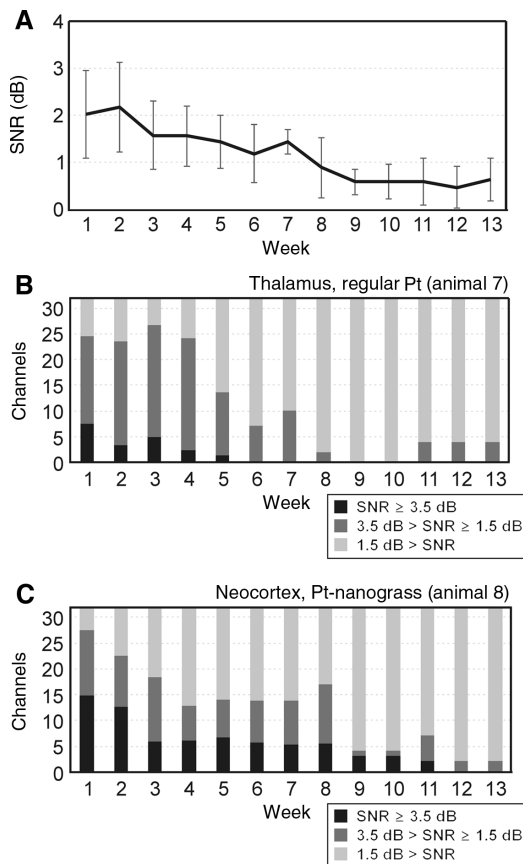 A
4
3
2
1
0
SNR (dB)
1 2 3 4 5 6 7 8 9 10 11 12 13
Week
B
Thalamus, regular Pt (animal 7)
30
25
20
15
10
5
0
Channels
1 2 3 4 5 6 7 8 9 10 11 12 13
Week
SNR ≥ 3.5 dB
3.5 dB > SNR ≥ 1.5 dB
1.5 dB > SNR
C
Neocortex, Pt-nanograss (animal 8)
30
25
20
15
10
5
0
Channels
1 2 3 4 5 6 7 8 9 10 11 12 13
Week
SNR ≥ 3.5 dB
3.5 dB > SNR ≥ 1.5 dB
1.5 dB > SNR